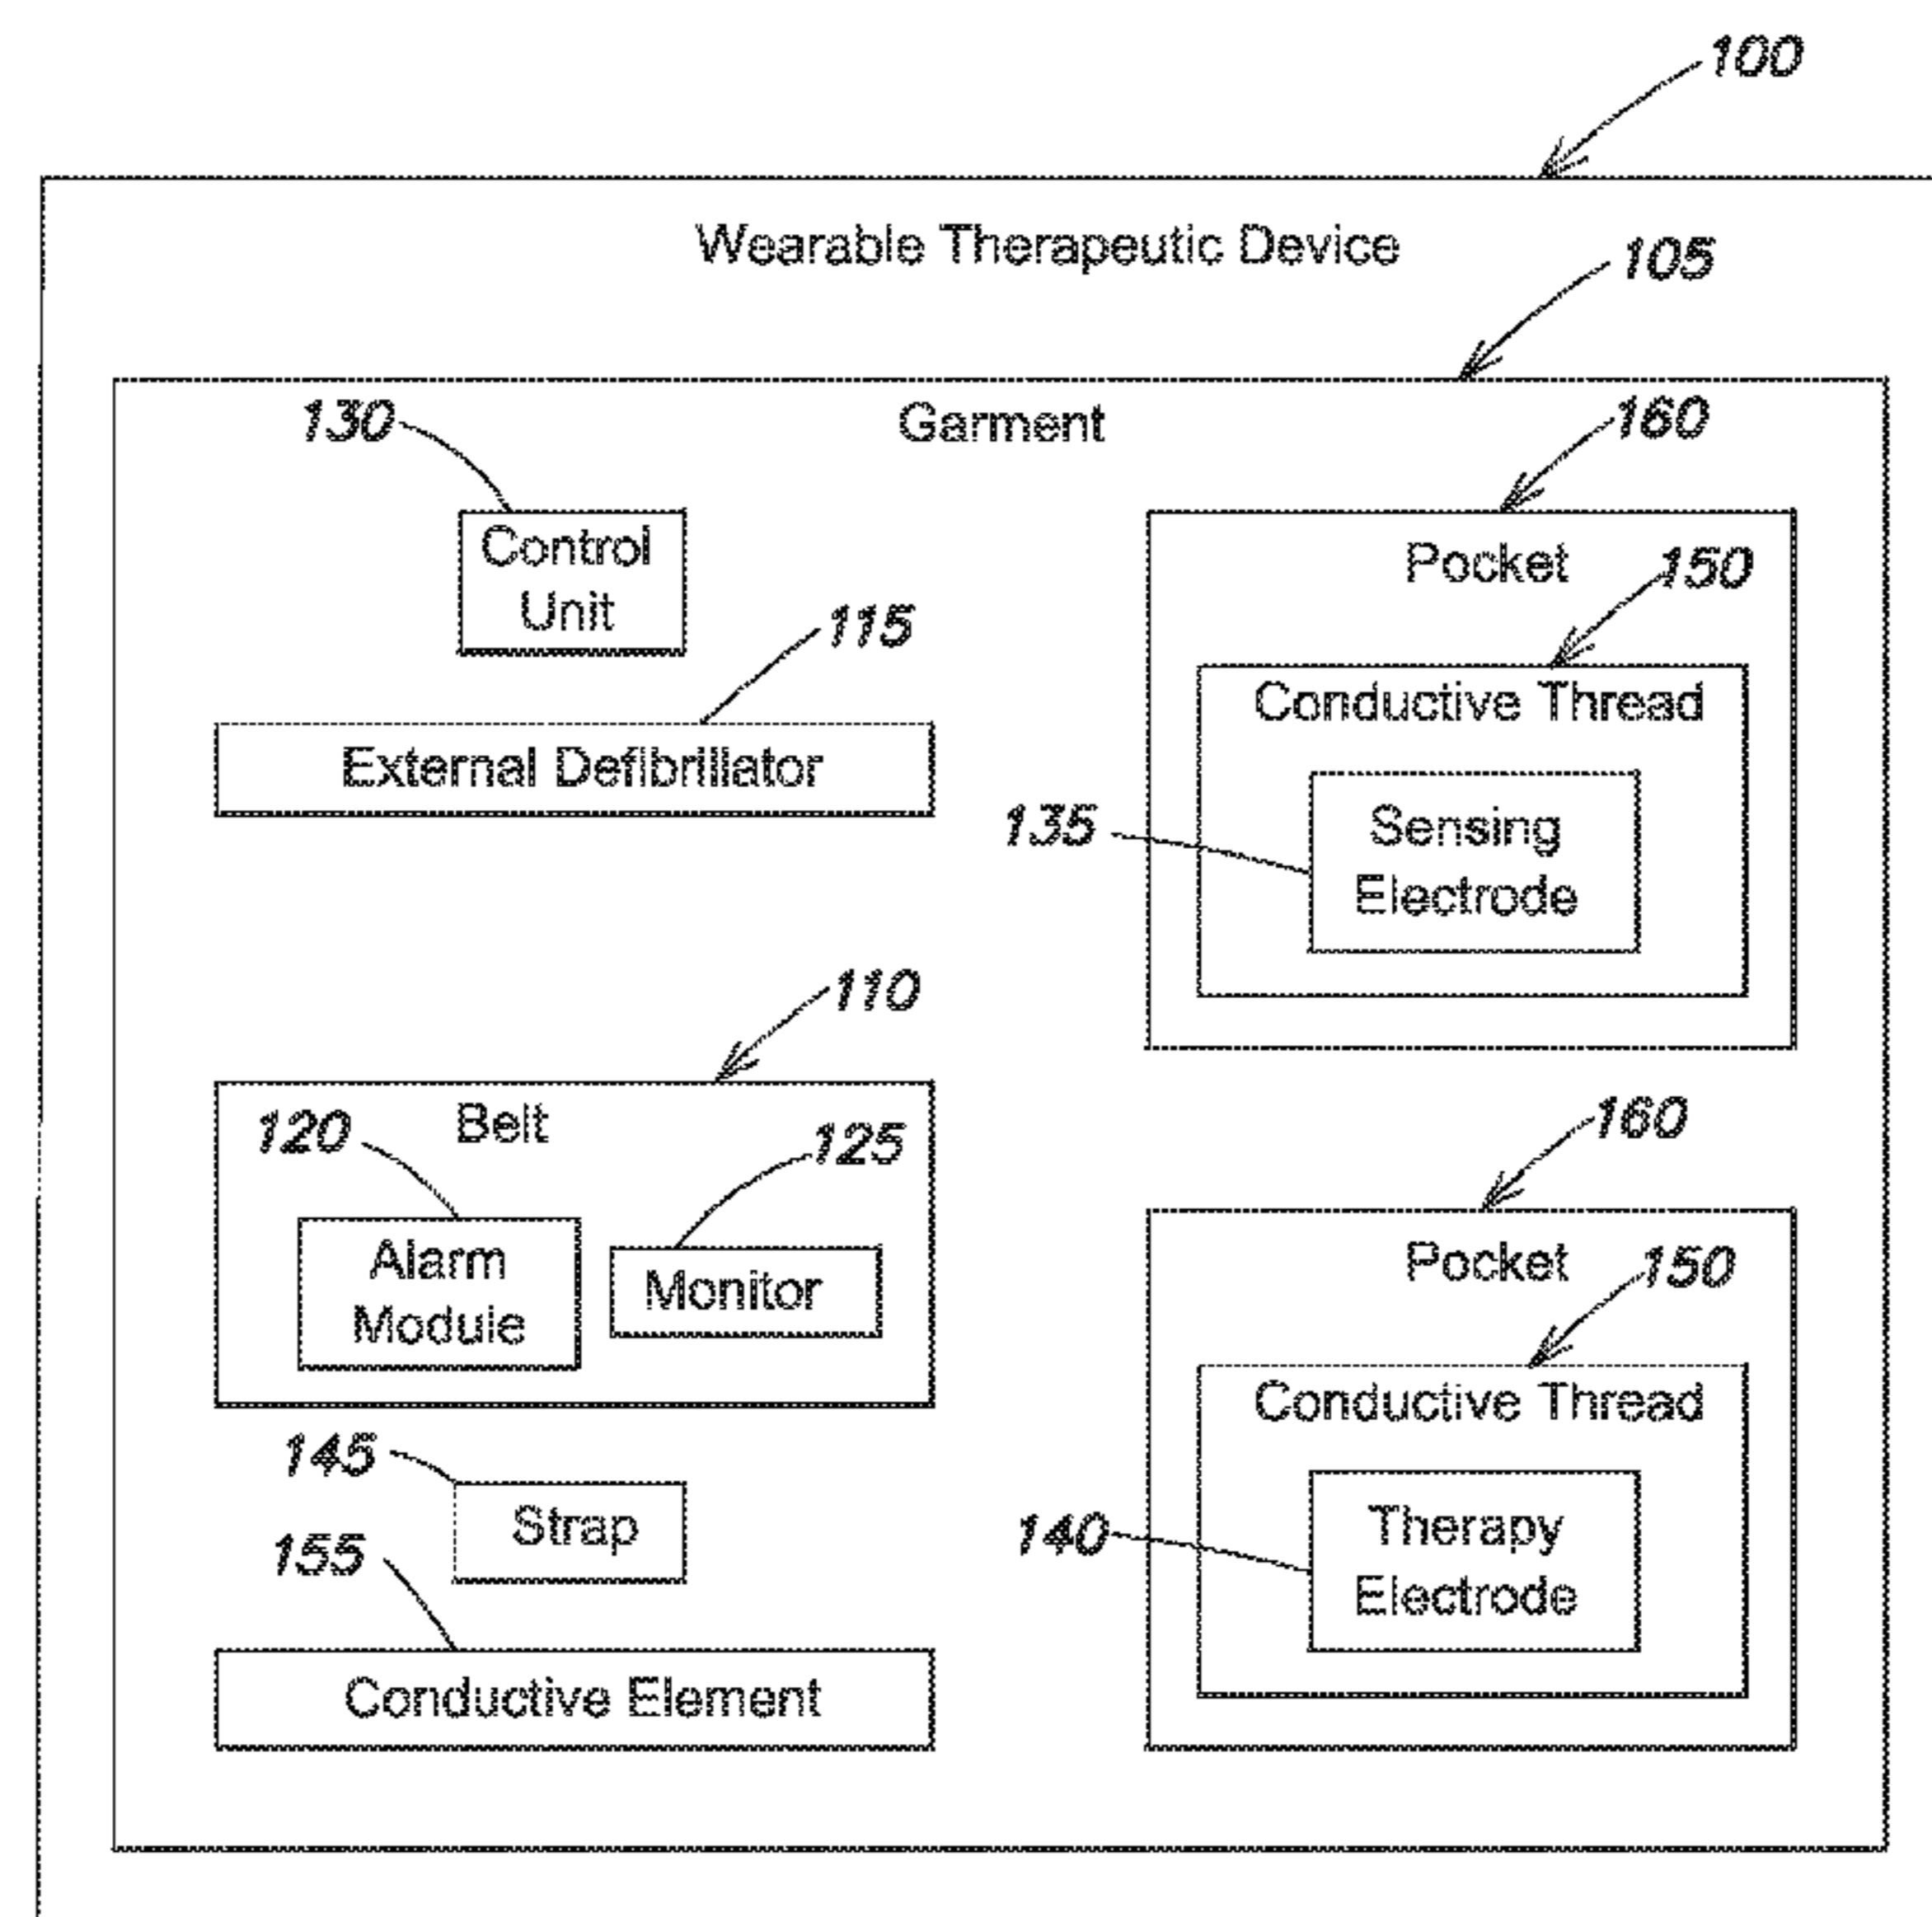 100
Wearable Therapeutic Device
105
Garment
130
160
Control
Unit
Pocket
150
115
Conductive Thread
External Defibrillator
135
Sensing
Electrode
110
Belt
120
125
160
Alarm
Module
Monitor
Pocket
150
Conductive Thread
145
Strap
140
Therapy
Electrode
155
Conductive Element